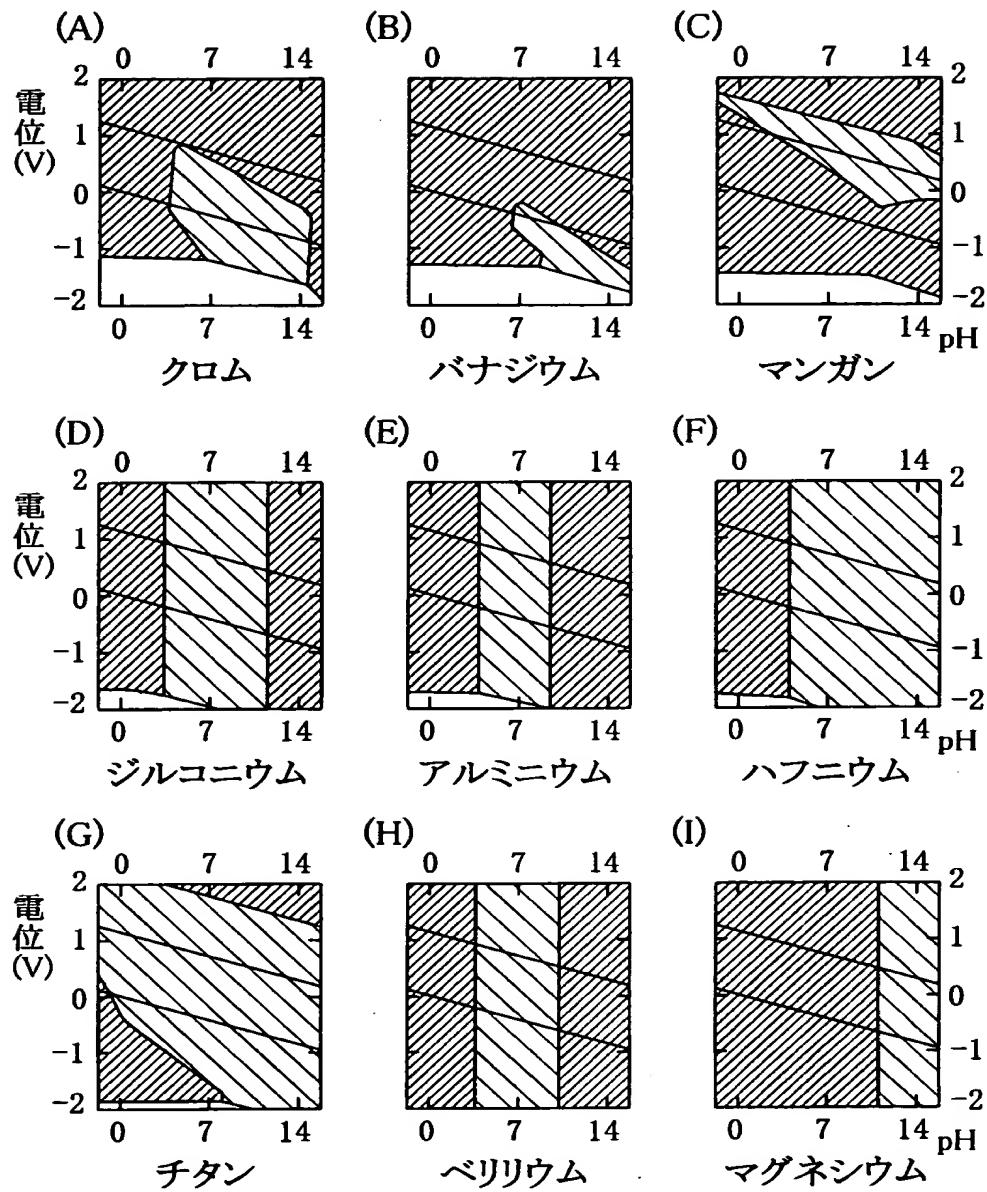 (A) (B) (C)
0 7 14 0 7 14 0 7 14
電位(V)
2 1 0 −1 −2
2 1 0 −1 −2
0 7 14 0 7 14 0 7 14 pH
クロム バナジウム マンガン
(D) (E) (F)
0 7 14 0 7 14 0 7 14
電位(V)
2 1 0 −1 −2
2 1 0 −1 −2
0 7 14 0 7 14 0 7 14 pH
ジルコニウム アルミニウム ハフニウム
(G) (H) (I)
0 7 14 0 7 14 0 7 14
電位(V)
2 1 0 −1 −2
2 1 0 −1 −2
0 7 14 0 7 14 0 7 14 pH
チタン ベリリウム マグネシウム